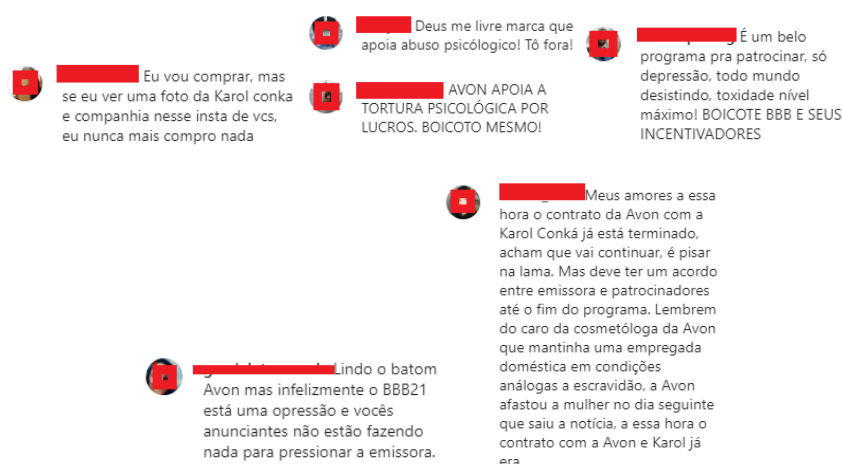 Eu vou comprar, mas
se eu ver uma foto da Karol conka
e companhia nesse insta de vcs,
eu nunca mais compro nada
Deus me livre marca que
apoia abuso psícologico! Tô fora!
AVON APOIA A
TORTURA PSICOLÓGICA POR
LUCROS. BOICOTO MESMO!
É um belo
programa pra patrocinar, só
depressão, todo mundo
desistindo, toxidade nível
máximo! BOICOTE BBB E SEUS
INCENTIVADORES
Meus amores a essa
hora o contrato da Avon com a
Karol Conká já está terminado,
acham que vai continuar, é pisar
na lama. Mas deve ter um acordo
entre emissora e patrocinadores
até o fim do programa. Lembrem
do caro da cosmetóloga da Avon
que mantinha uma empregada
doméstica em condições
análogas a escravidão, a Avon
afastou a mulher no dia seguinte
que saiu a notícia, a essa hora o
contrato com a Avon e Karol já
era
Lindo o batom
Avon mas infelizmente o BBB21
está uma opressão e vocês
anunciantes não estão fazendo
nada para pressionar a emissora.